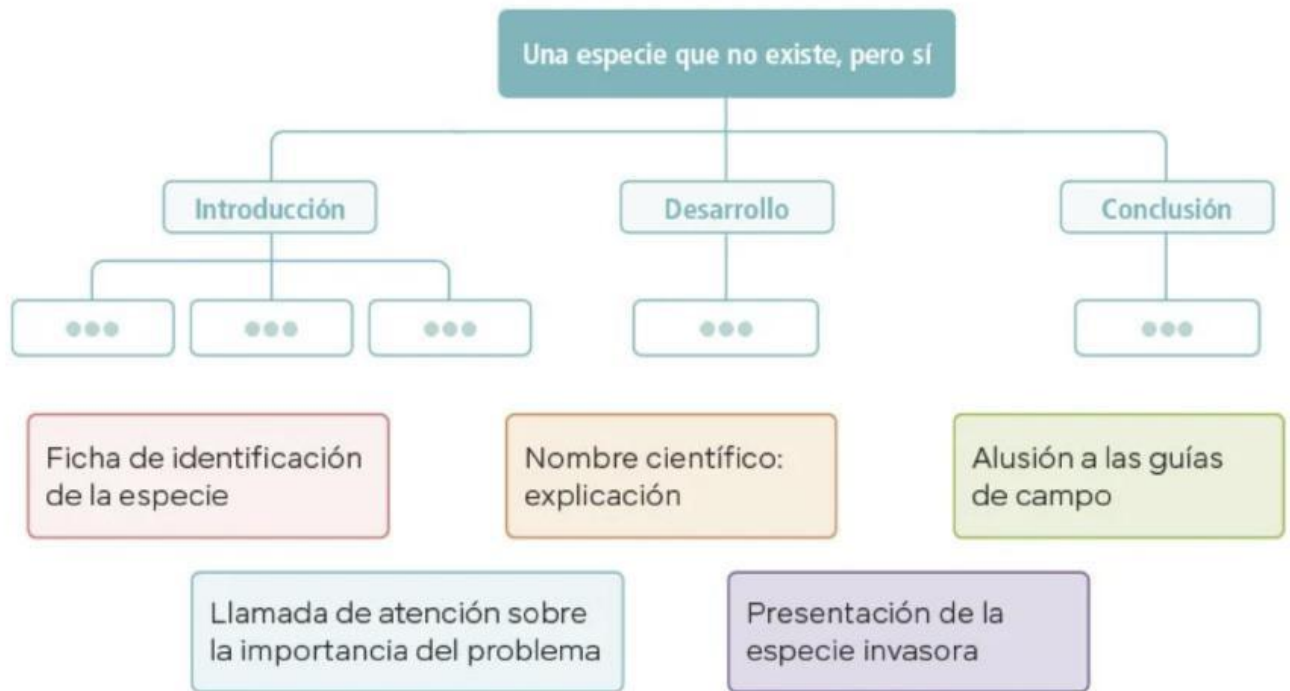 Una especie que no existe, pero sí
Introducción
Desarrollo
Conclusión
Ficha de identificación
de la especie
Nombre científico:
explicación
Alusión a las guías
de campo
Llamada de atención sobre
la importancia del problema
Presentación de la
especie invasora